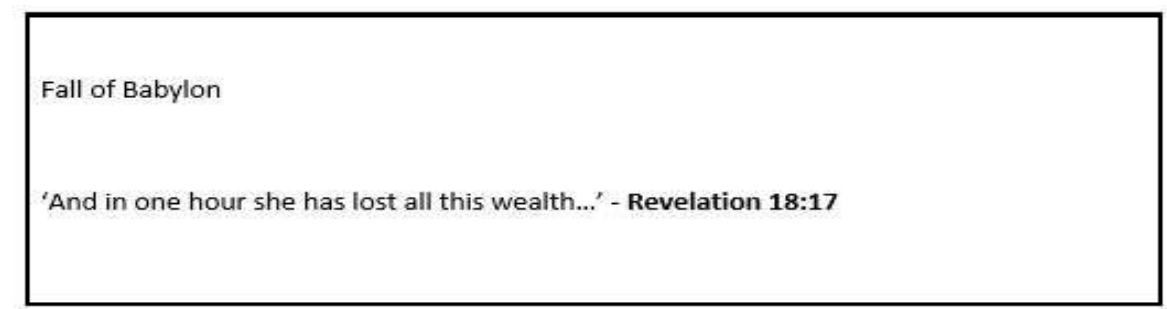 Fall of Babylon
‘And in one hour she has lost all this wealth…’ - Revelation 18:17